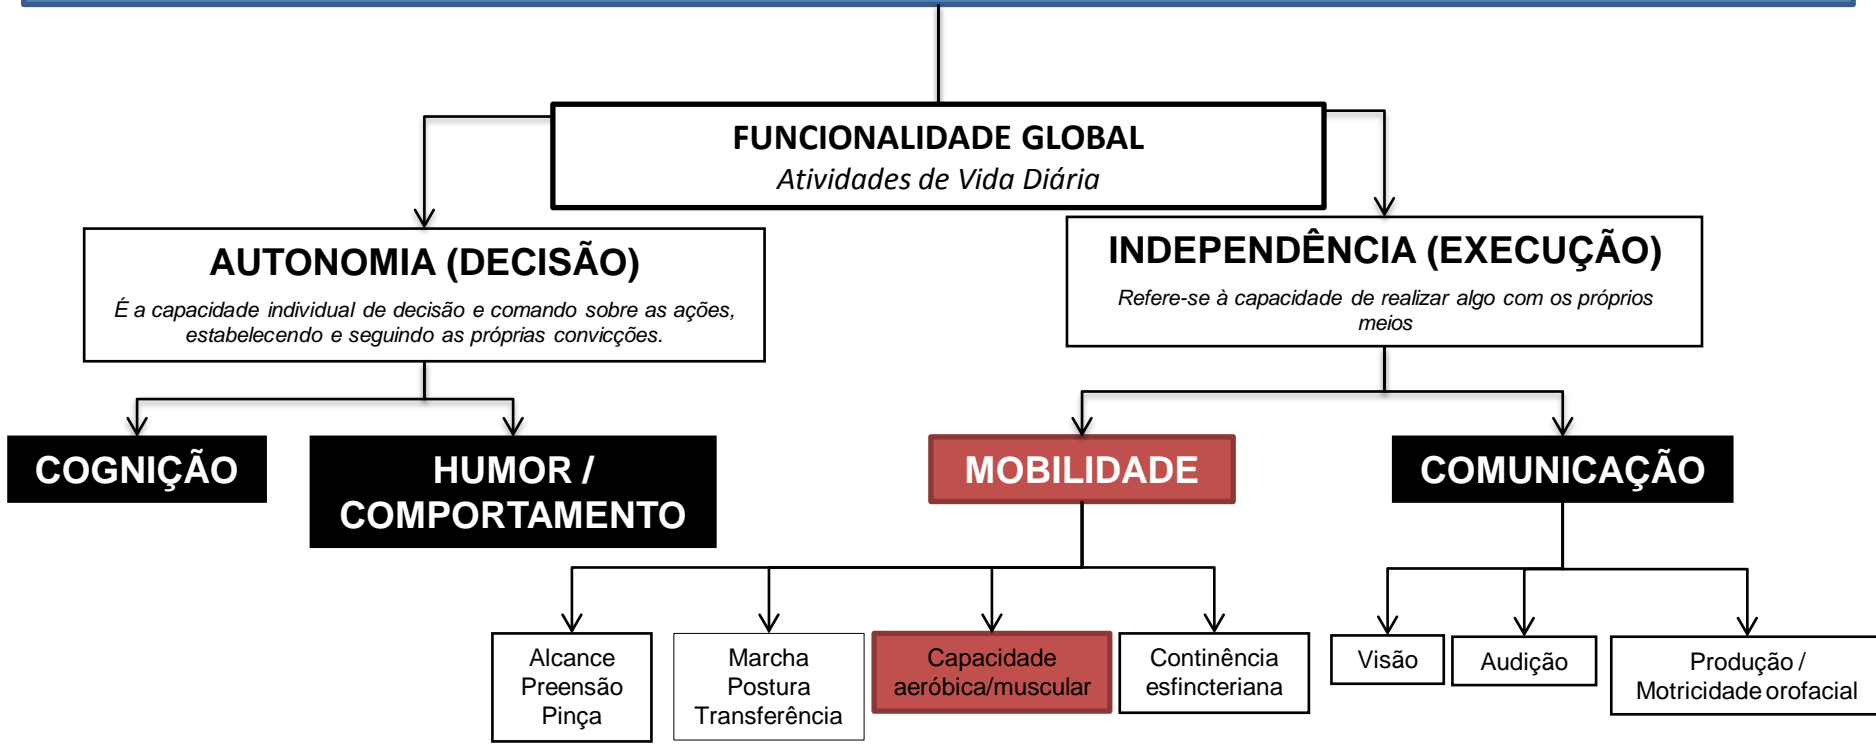 FUNCIONALIDADE GLOBAL
Atividades de Vida Diária
AUTONOMIA (DECISÃO)
É a capacidade individual de decisão e comando sobre as ações,
estabelecendo e seguindo as próprias convicções.
INDEPENDÊNCIA (EXECUÇÃO)
Refere-se à capacidade de realizar algo com os próprios
meios
COGNIÇÃO
HUMOR /
COMPORTAMENTO
MOBILIDADE
COMUNICAÇÃO
Alcance
Preensão
Pinça
Marcha
Postura
Transferência
Capacidade
aeróbica/muscular
Continência
esfincteriana
Visão
Audição
Produção /
Motricidade orofacial